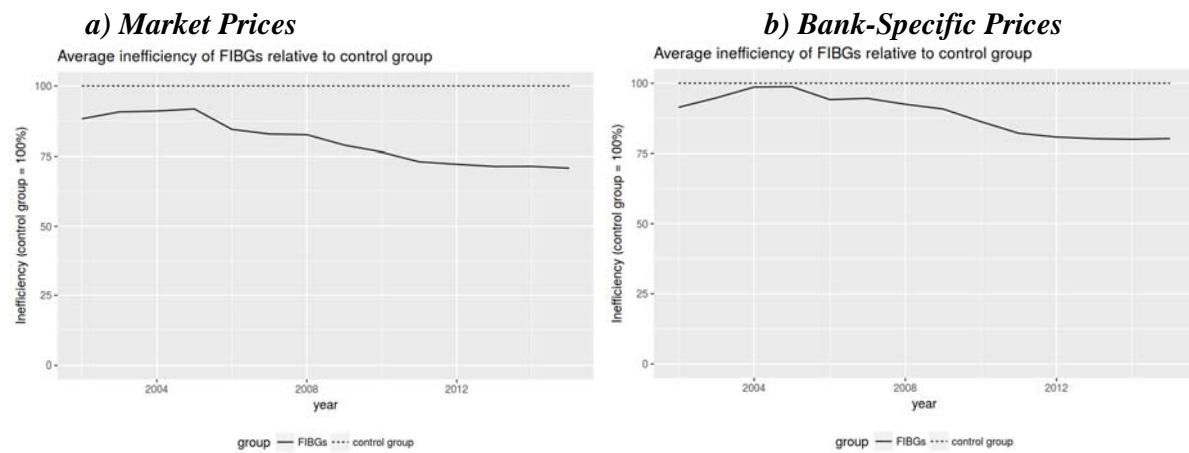 a) Market Prices
Average inefficiency of FIBGs relative to control group
Inefficiency (control group = 100%)
100
75
50
25
0
2004 2008 2012
year
group FIBGs control group
b) Bank-Specific Prices
Average inefficiency of FIBGs relative to control group
Inefficiency (control group = 100%)
100
75
50
25
0
2004 2008 2012
year
group FIBGs control group